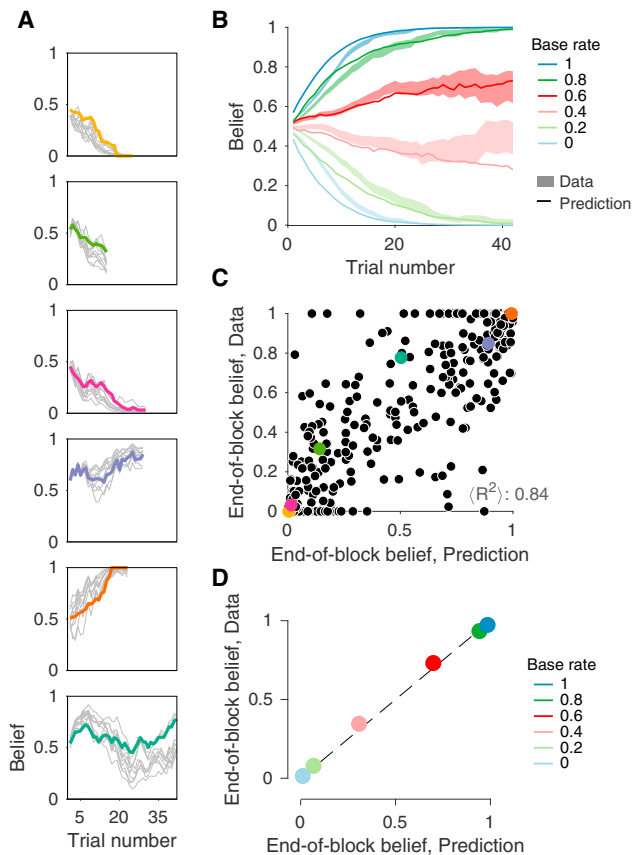 A
1
0.5
0
1
0.5
0
1
0.5
0
1
0.5
0
1
0.5
0
1
0.5
0
Belief
5 20 35
Trial number
B
1
0.8
0.6
0.4
0.2
0
Belief
0 20 40
Trial number
Base rate
1
0.8
0.6
0.4
0.2
0
Data
Prediction
C
1
0.8
0.6
0.4
0.2
0
End-of-block belief, Data
⟨R²⟩: 0.84
0 0.5 1
End-of-block belief, Prediction
D
1
0.5
0
End-of-block belief, Data
0 0.5 1
End-of-block belief, Prediction
Base rate
1
0.8
0.6
0.4
0.2
0